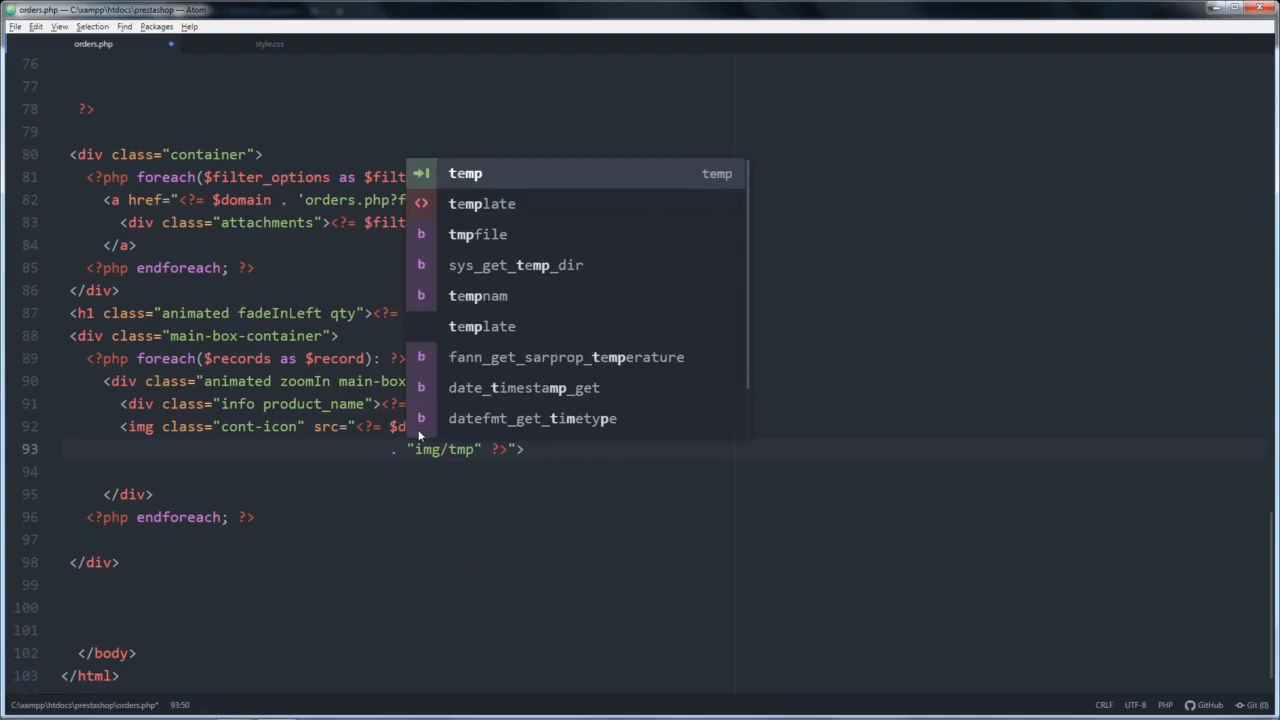 orders.php — C:\xampp\htdocs\prestashop — Atom
File Edit View Selection Find Packages Help
orders.php style.css
76
77
78 ?>
79
80 <div class="container">
81 <?php foreach($filter_options as $filt
82 <a href="<?= $domain . 'orders.php?f
83 <div class="attachments"><?= $filt
84 </a>
85 <?php endforeach; ?>
86 </div>
87 <h1 class="animated fadeInLeft qty"><?=
88 <div class="main-box-container">
89 <?php foreach($records as $record): ?>
90 <div class="animated zoomIn main-box
91 <div class="info product_name"><?=
92 <img class="cont-icon" src="<?= $d
93 . "img/tmp" ?>">
94
95 </div>
96 <?php endforeach; ?>
97
98 </div>
99
100
101
102 </body>
103 </html>
temp temp
<> template
b tmpfile
b sys_get_temp_dir
b tempnam
template
b fann_get_sarprop_temperature
b date_timestamp_get
b datefmt_get_timetype
C:\xampp\htdocs\prestashop\orders.php* 93:50 CRLF UTF-8 PHP GitHub Git (0)